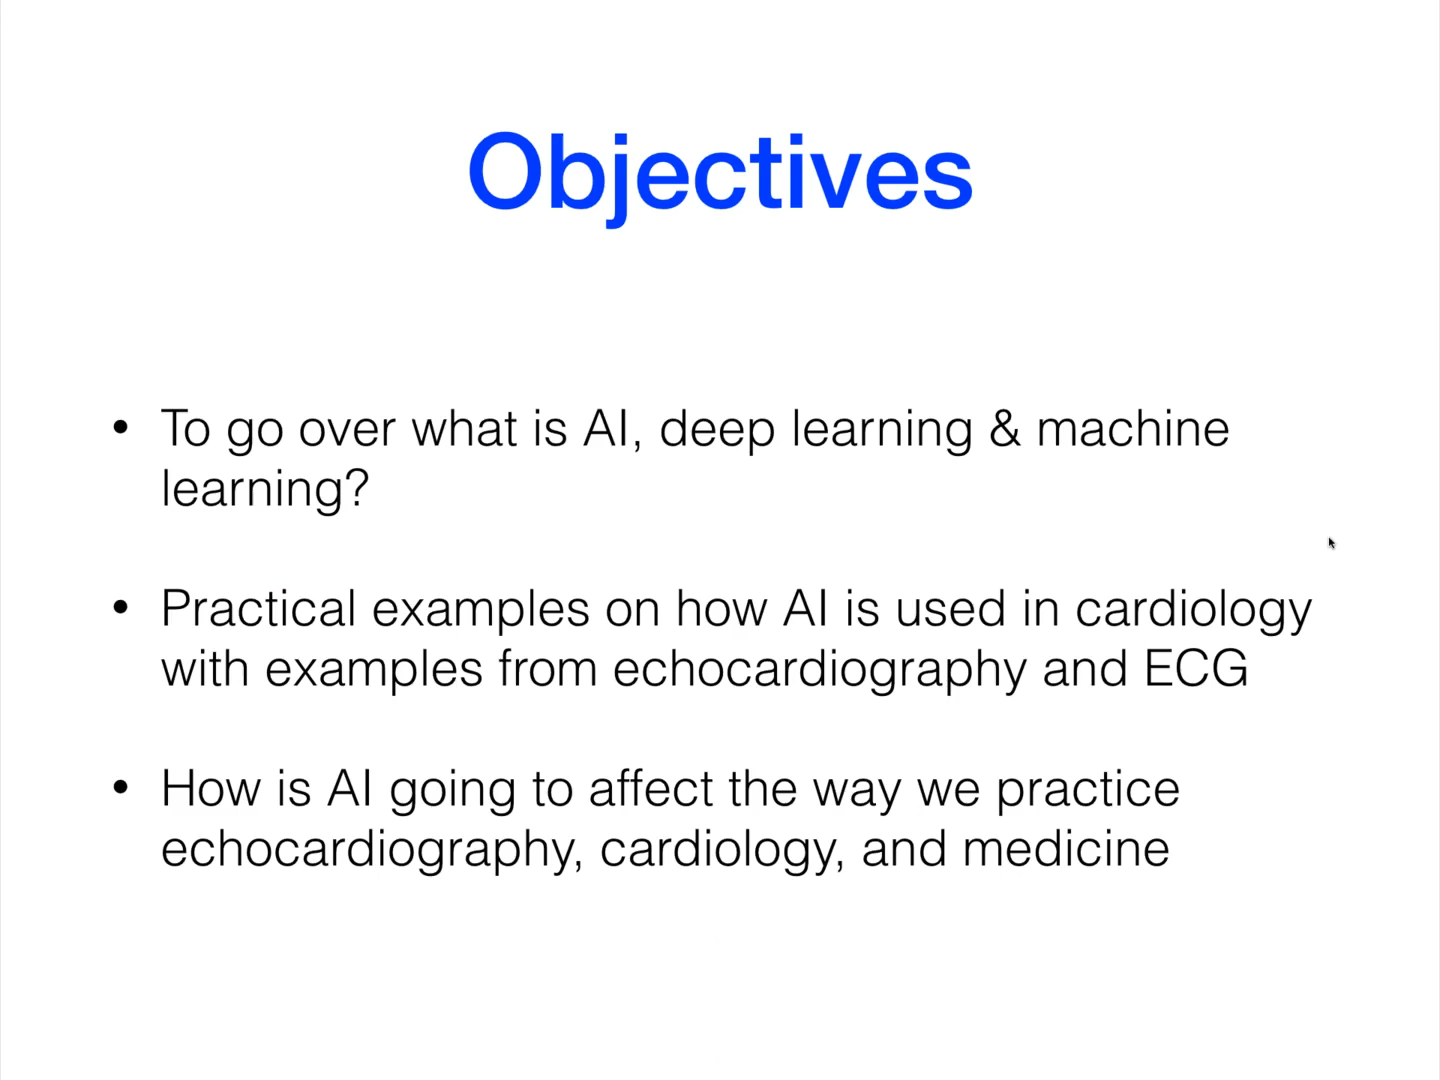 Objectives
• To go over what is AI, deep learning & machine
learning?
• Practical examples on how AI is used in cardiology
with examples from echocardiography and ECG
• How is AI going to affect the way we practice
echocardiography, cardiology, and medicine